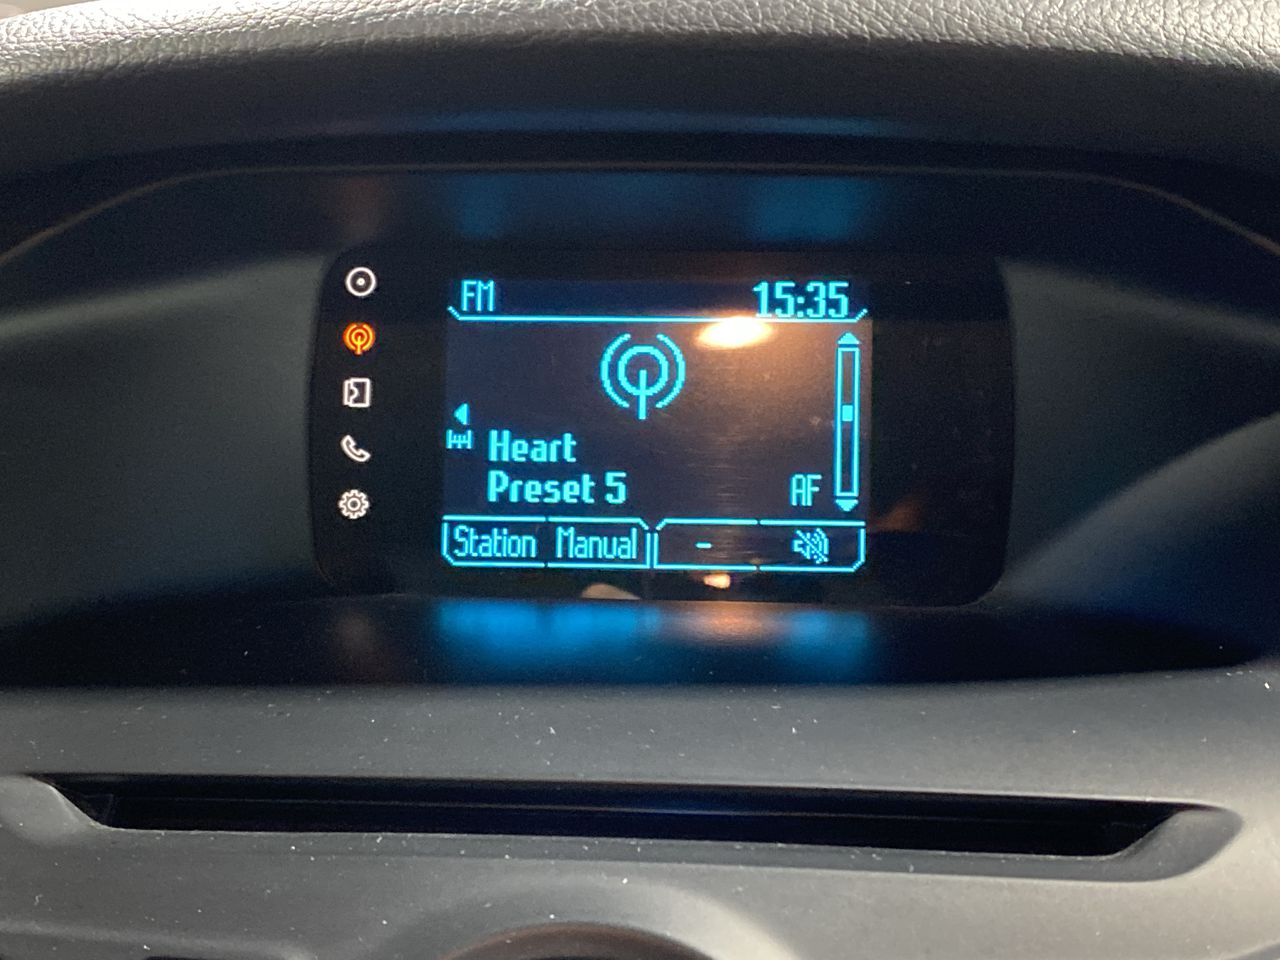 FM 15:35
Heart
Preset 5 AF
Station Manual -